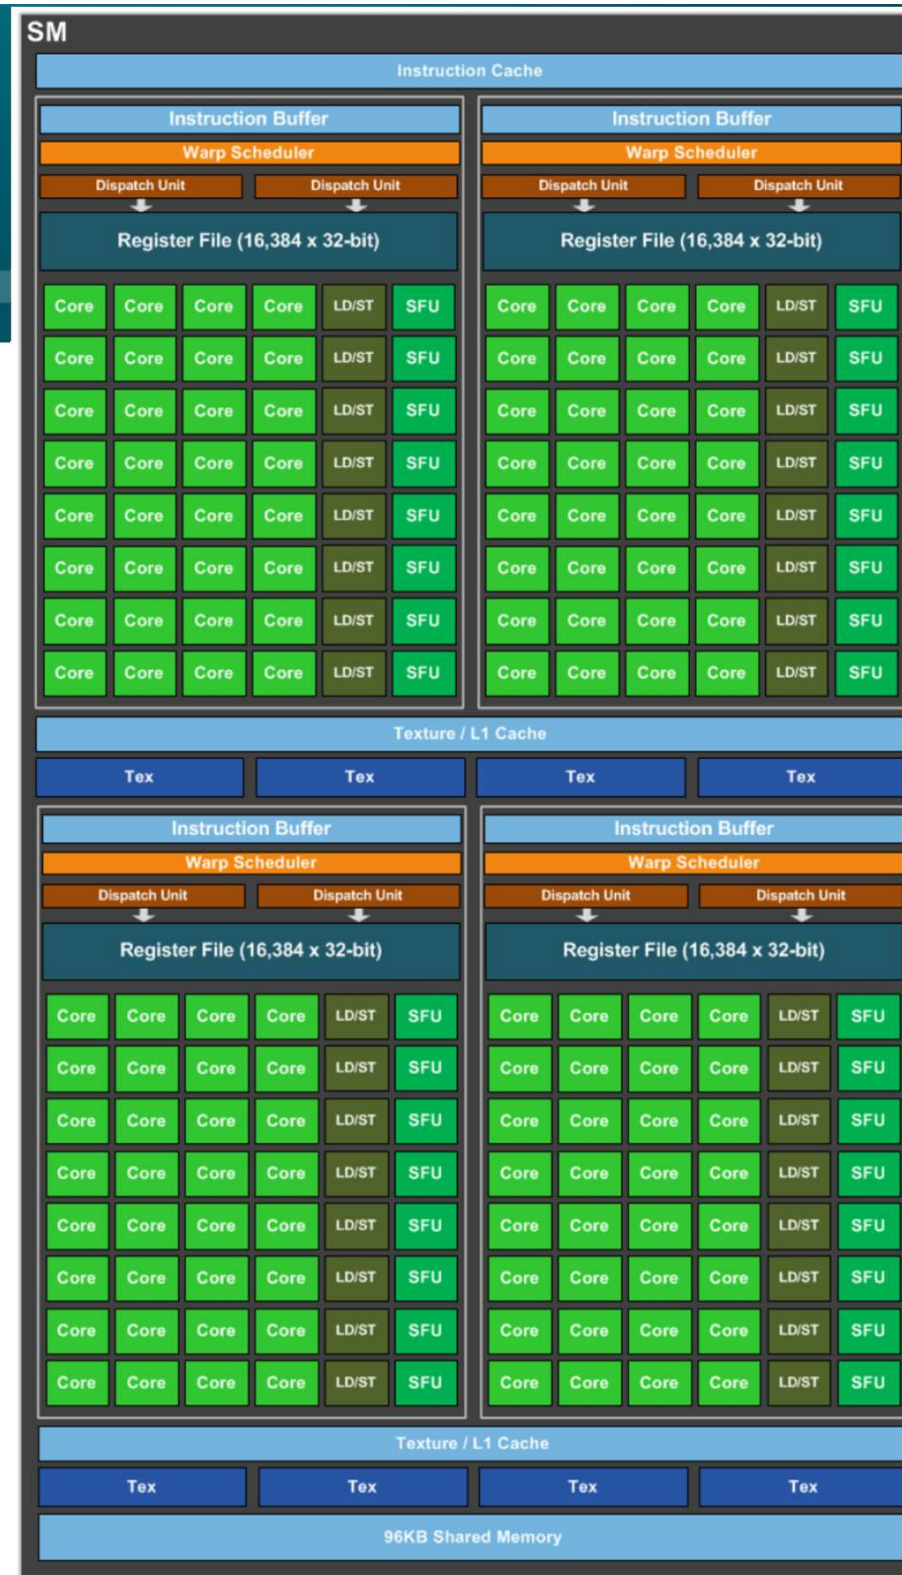 SM
Instruction Cache
Instruction Buffer Instruction Buffer
Warp Scheduler Warp Scheduler
Dispatch Unit Dispatch Unit Dispatch Unit Dispatch Unit
Register File (16,384 x 32-bit) Register File (16,384 x 32-bit)
Core Core Core Core LD/ST SFU Core Core Core Core LD/ST SFU
Core Core Core Core LD/ST SFU Core Core Core Core LD/ST SFU
Core Core Core Core LD/ST SFU Core Core Core Core LD/ST SFU
Core Core Core Core LD/ST SFU Core Core Core Core LD/ST SFU
Core Core Core Core LD/ST SFU Core Core Core Core LD/ST SFU
Core Core Core Core LD/ST SFU Core Core Core Core LD/ST SFU
Core Core Core Core LD/ST SFU Core Core Core Core LD/ST SFU
Core Core Core Core LD/ST SFU Core Core Core Core LD/ST SFU
Texture / L1 Cache
Tex Tex Tex Tex
Instruction Buffer Instruction Buffer
Warp Scheduler Warp Scheduler
Dispatch Unit Dispatch Unit Dispatch Unit Dispatch Unit
Register File (16,384 x 32-bit) Register File (16,384 x 32-bit)
Core Core Core Core LD/ST SFU Core Core Core Core LD/ST SFU
Core Core Core Core LD/ST SFU Core Core Core Core LD/ST SFU
Core Core Core Core LD/ST SFU Core Core Core Core LD/ST SFU
Core Core Core Core LD/ST SFU Core Core Core Core LD/ST SFU
Core Core Core Core LD/ST SFU Core Core Core Core LD/ST SFU
Core Core Core Core LD/ST SFU Core Core Core Core LD/ST SFU
Core Core Core Core LD/ST SFU Core Core Core Core LD/ST SFU
Core Core Core Core LD/ST SFU Core Core Core Core LD/ST SFU
Texture / L1 Cache
Tex Tex Tex Tex
96KB Shared Memory